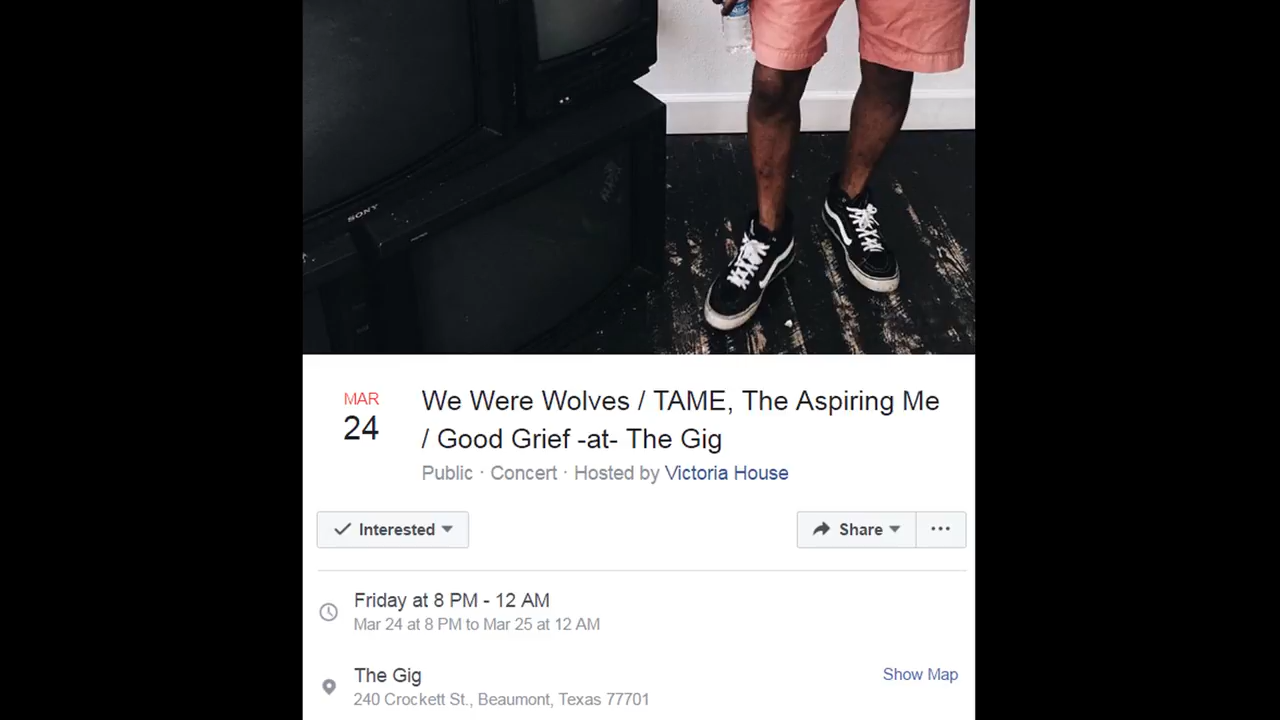 SONY
MAR
24
We Were Wolves / TAME, The Aspiring Me
/ Good Grief -at- The Gig
Public · Concert · Hosted by Victoria House
Interested
Share
Friday at 8 PM - 12 AM
Mar 24 at 8 PM to Mar 25 at 12 AM
The Gig
Show Map
240 Crockett St., Beaumont, Texas 77701